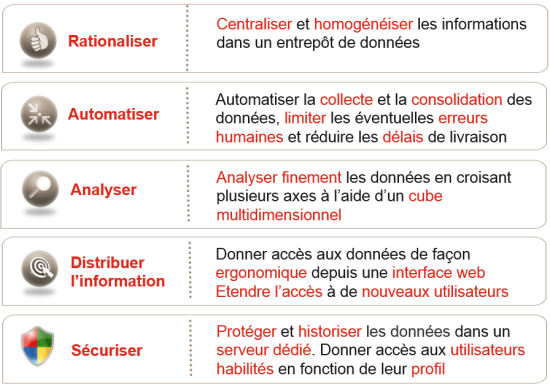 Rationaliser
Centraliser et homogénéiser les informations
dans un entrepôt de données
Automatiser
Automatiser la collecte et la consolidation des
données, limiter les éventuelles erreurs
humaines et réduire les délais de livraison
Analyser
Analyser finement les données en croisant
plusieurs axes à l’aide d’un cube
multidimensionnel
Distribuer
l’information
Donner accès aux données de façon
ergonomique depuis une interface web
Etendre l’accès à de nouveaux utilisateurs
Sécuriser
Protéger et historiser les données dans un
serveur dédié. Donner accès aux utilisateurs
habilités en fonction de leur profil